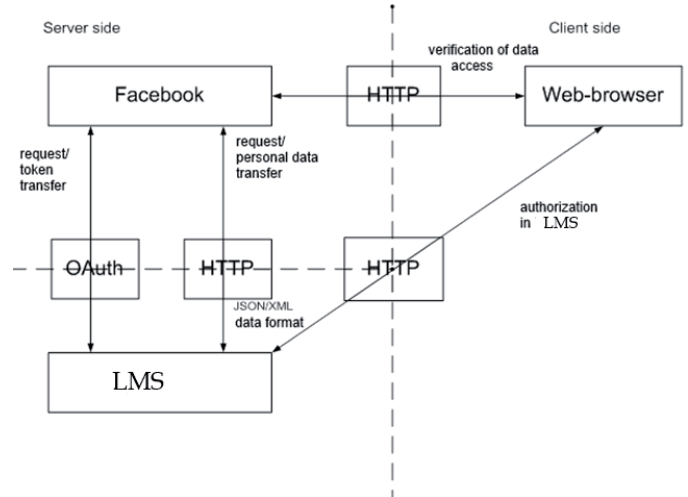 Server side
Client side
verification of data
access
Facebook
HTTP
Web-browser
request/
token
transfer
request/
personal data
transfer
authorization
in LMS
OAuth
HTTP
HTTP
JSON/XML
data format
LMS